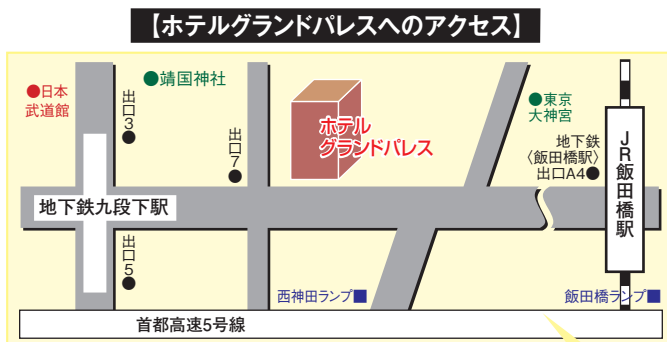 【ホテルグランドパレスへのアクセス】
●日本
武道館
●靖国神社
出口3●
出口7●
ホテル
グランドパレス
●東京
大神宮
地下鉄
〈飯田橋駅〉
出口A4●
JR飯田橋駅
地下鉄九段下駅
出口5●
西神田ランプ■
飯田橋ランプ■
首都高速5号線